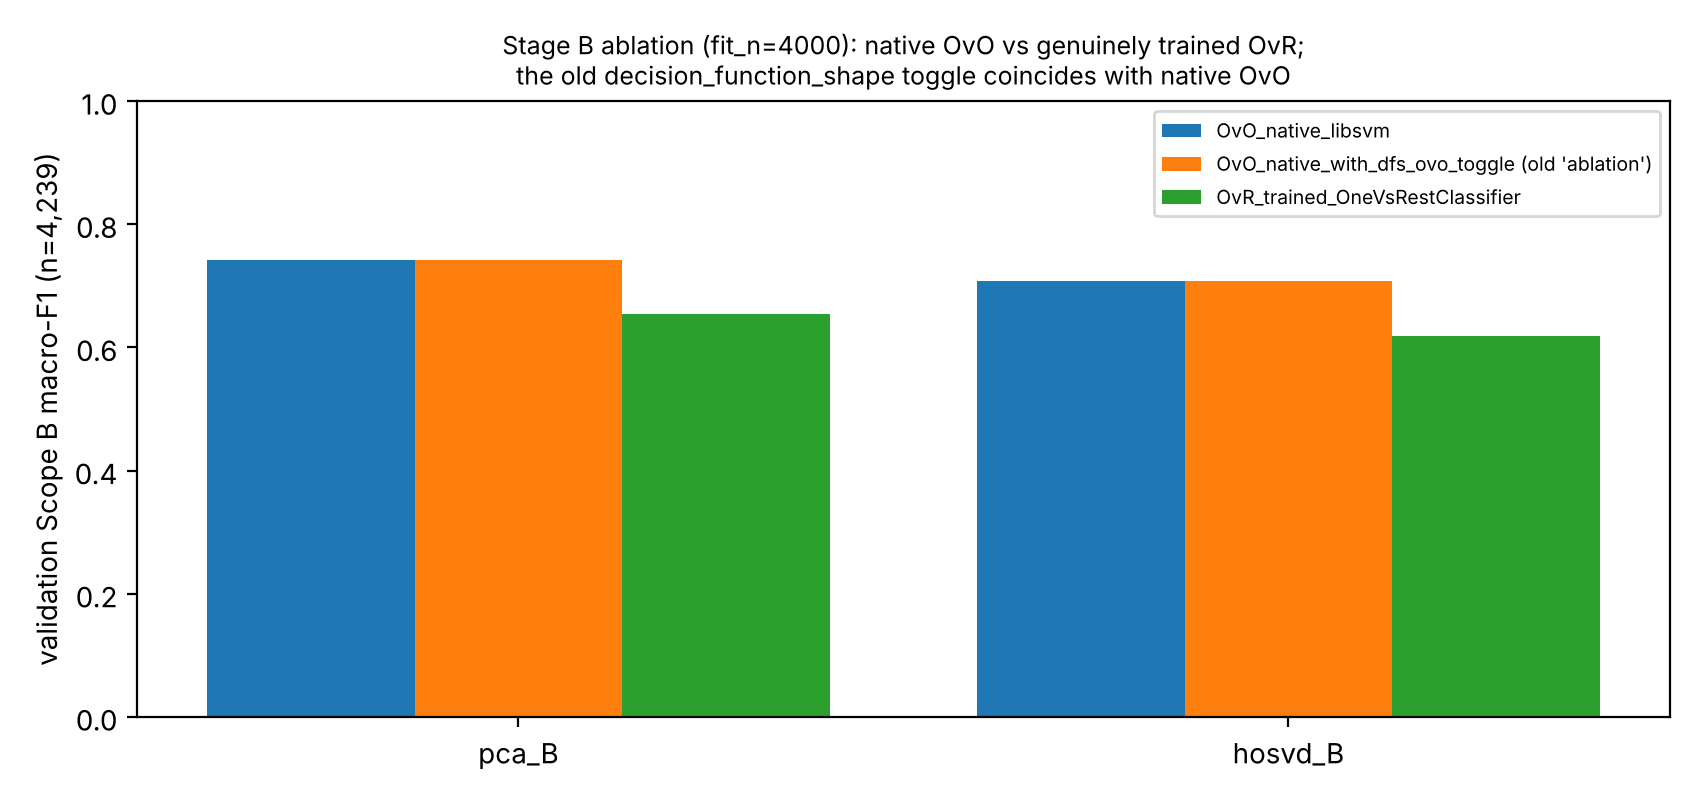 Stage B ablation (fit_n=4000): native OvO vs genuinely trained OvR;
the old decision_function_shape toggle coincides with native OvO
validation Scope B macro-F1 (n=4,239)
1.0
0.8
0.6
0.4
0.2
0.0
OvO_native_libsvm
OvO_native_with_dfs_ovo_toggle (old 'ablation')
OvR_trained_OneVsRestClassifier
pca_B
hosvd_B